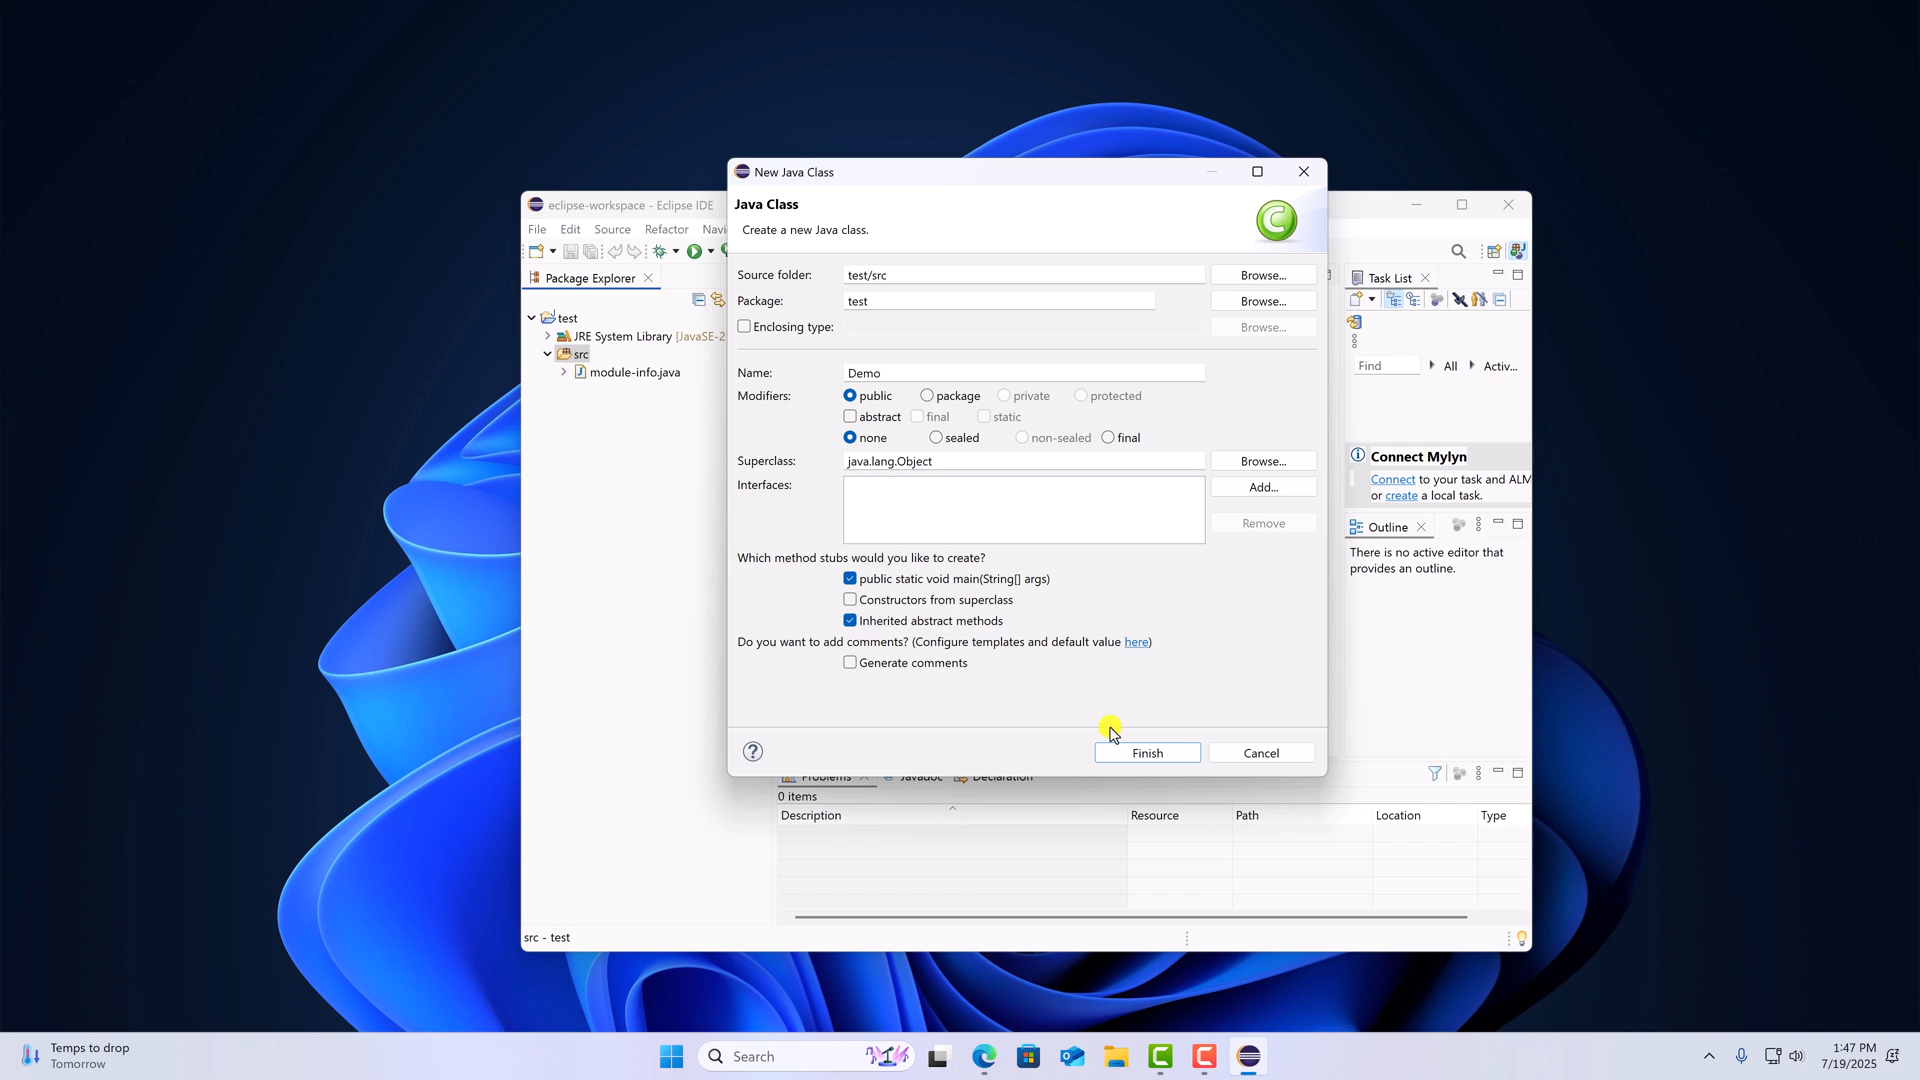 New Java Class
Java Class
Create a new Java class.
Source folder: test/src Browse...
Package: test Browse...
Enclosing type: Browse...
Name: Demo
Modifiers: public package private protected
abstract final static
none sealed non-sealed final
Superclass: java.lang.Object Browse...
Interfaces: Add...
Remove
Which method stubs would you like to create?
public static void main(String[] args)
Constructors from superclass
Inherited abstract methods
Do you want to add comments? (Configure templates and default value here)
Generate comments
Finish Cancel
eclipse-workspace - Eclipse IDE
File Edit Source Refactor Navi
Package Explorer
test
JRE System Library [JavaSE-2
src
module-info.java
Task List
Find All Activ...
Connect Mylyn
Connect to your task and ALM
or create a local task.
Outline
There is no active editor that
provides an outline.
Problems Javadoc Declaration
0 items
Description Resource Path Location Type
src - test
Temps to drop
Tomorrow
Search
1:47 PM
7/19/2025